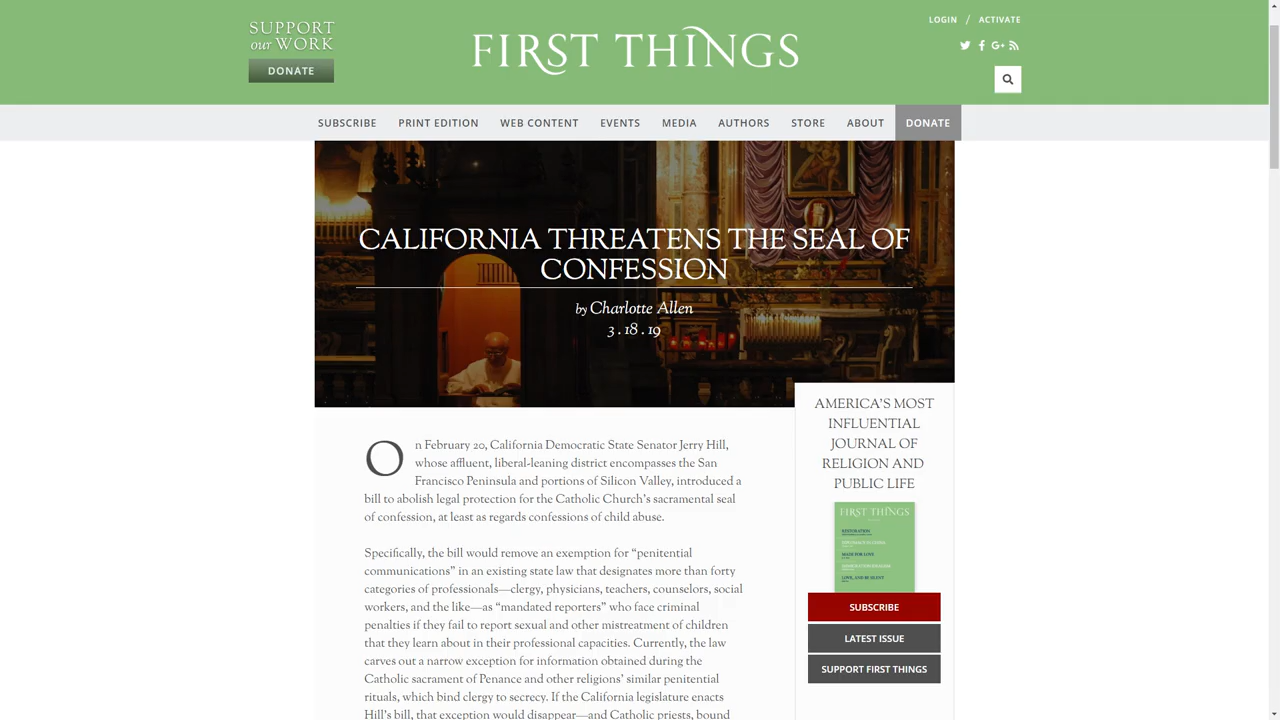 SUPPORT
our WORK
DONATE
FIRST THINGS
LOGIN / ACTIVATE
SUBSCRIBE PRINT EDITION WEB CONTENT EVENTS MEDIA AUTHORS STORE ABOUT DONATE
CALIFORNIA THREATENS THE SEAL OF
CONFESSION
by Charlotte Allen
3 . 18 . 19
On February 20, California Democratic State Senator Jerry Hill,
whose affluent, liberal-leaning district encompasses the San
Francisco Peninsula and portions of Silicon Valley, introduced a
bill to abolish legal protection for the Catholic Church's sacramental seal
of confession, at least as regards confessions of child abuse.
Specifically, the bill would remove an exemption for “penitential
communications” in an existing state law that designates more than forty
categories of professionals—clergy, physicians, teachers, counselors, social
workers, and the like—as “mandated reporters” who face criminal
penalties if they fail to report sexual and other mistreatment of children
that they learn about in their professional capacities. Currently, the law
carves out a narrow exception for information obtained during the
Catholic sacrament of Penance and other religions' similar penitential
rituals, which bind clergy to secrecy. If the California legislature enacts
Hill's bill, that exception would disappear—and Catholic priests, bound
AMERICA'S MOST
INFLUENTIAL
JOURNAL OF
RELIGION AND
PUBLIC LIFE
FIRST THINGS
MADE FOR LOVE
LOVE, AND BE SILENT
SUBSCRIBE
LATEST ISSUE
SUPPORT FIRST THINGS